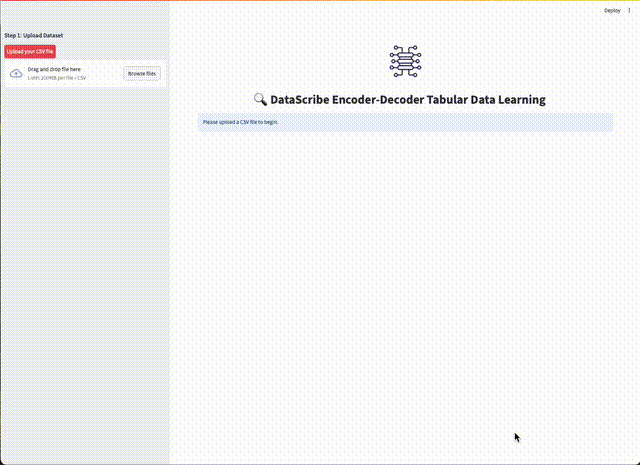 Deploy
Step 1: Upload Dataset
Upload your CSV file
Drag and drop file here
Limit 200MB per file • CSV
Browse files
DataScribe Encoder-Decoder Tabular Data Learning
Please upload a CSV file to begin.